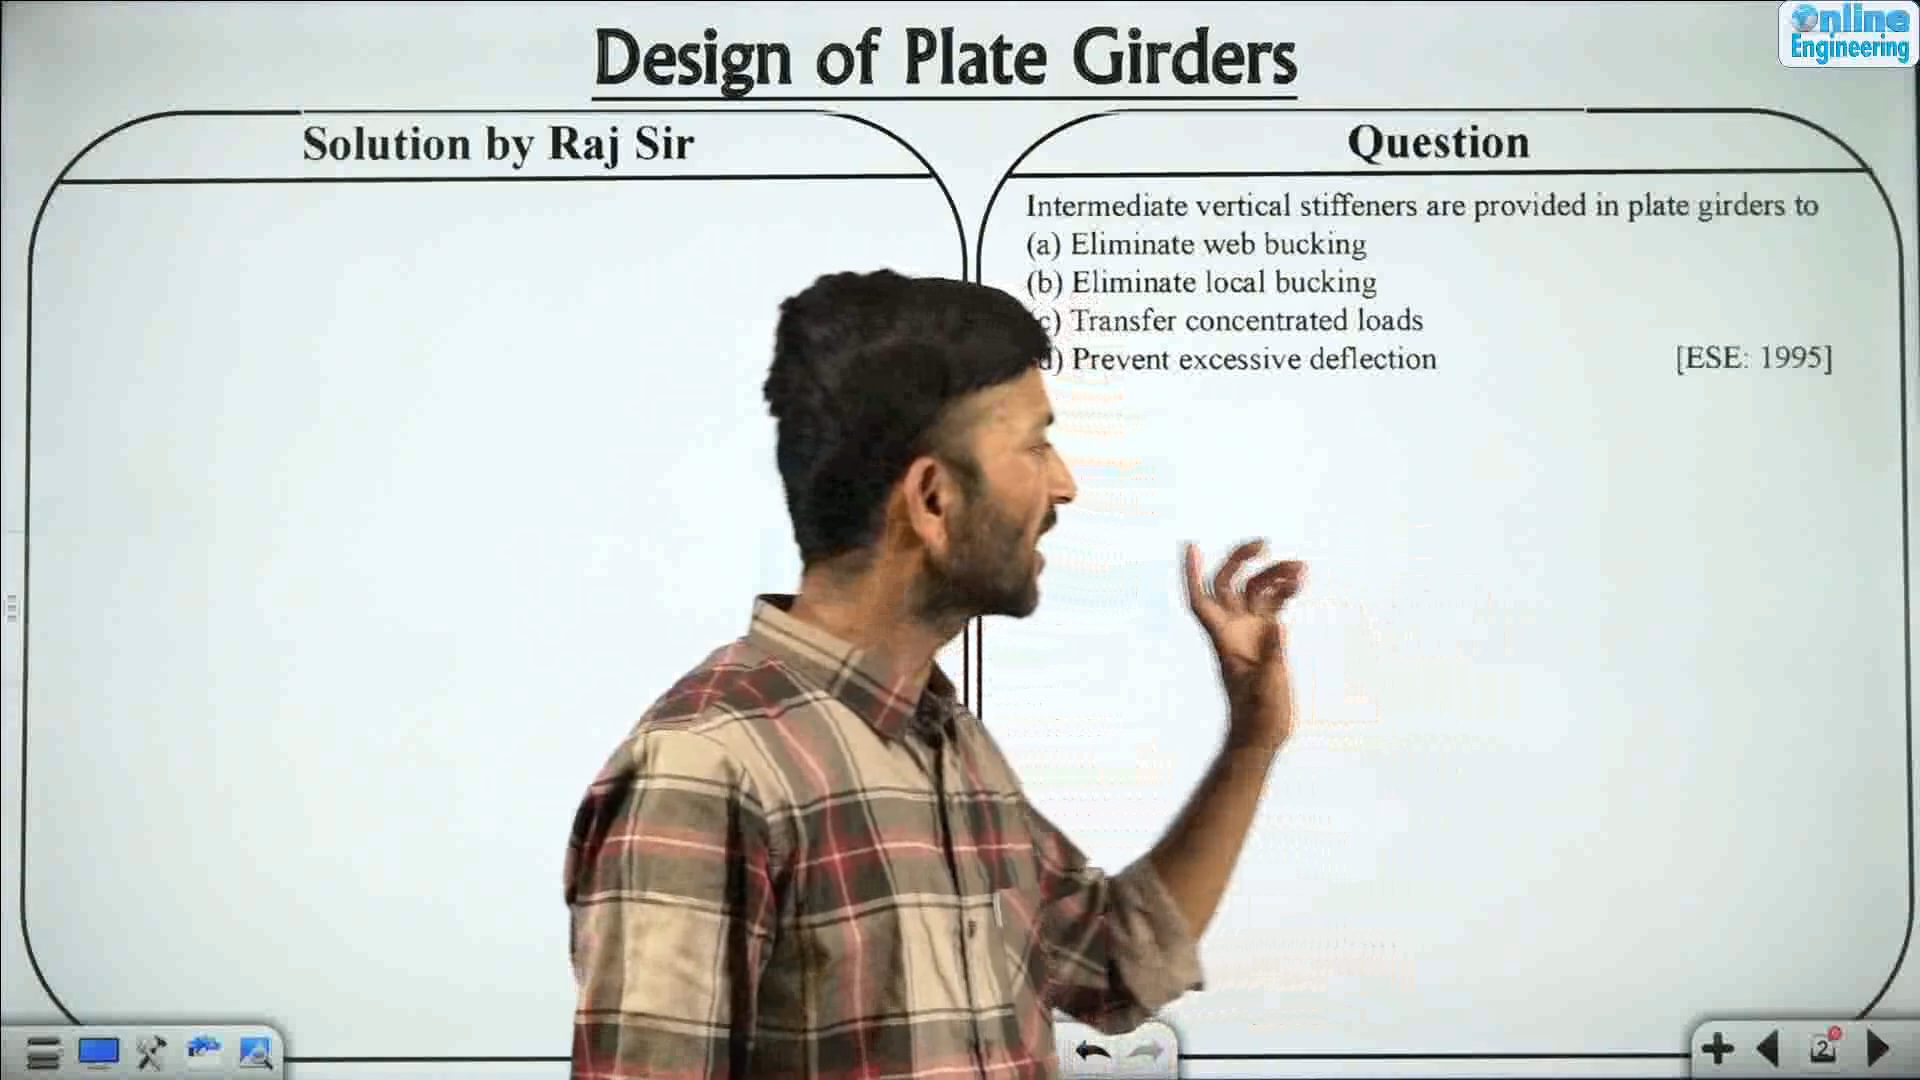 Design of Plate Girders
Online
Engineering
Solution by Raj Sir
Question
Intermediate vertical stiffeners are provided in plate girders to
(a) Eliminate web bucking
(b) Eliminate local bucking
c) Transfer concentrated loads
d) Prevent excessive deflection [ESE: 1995]
2